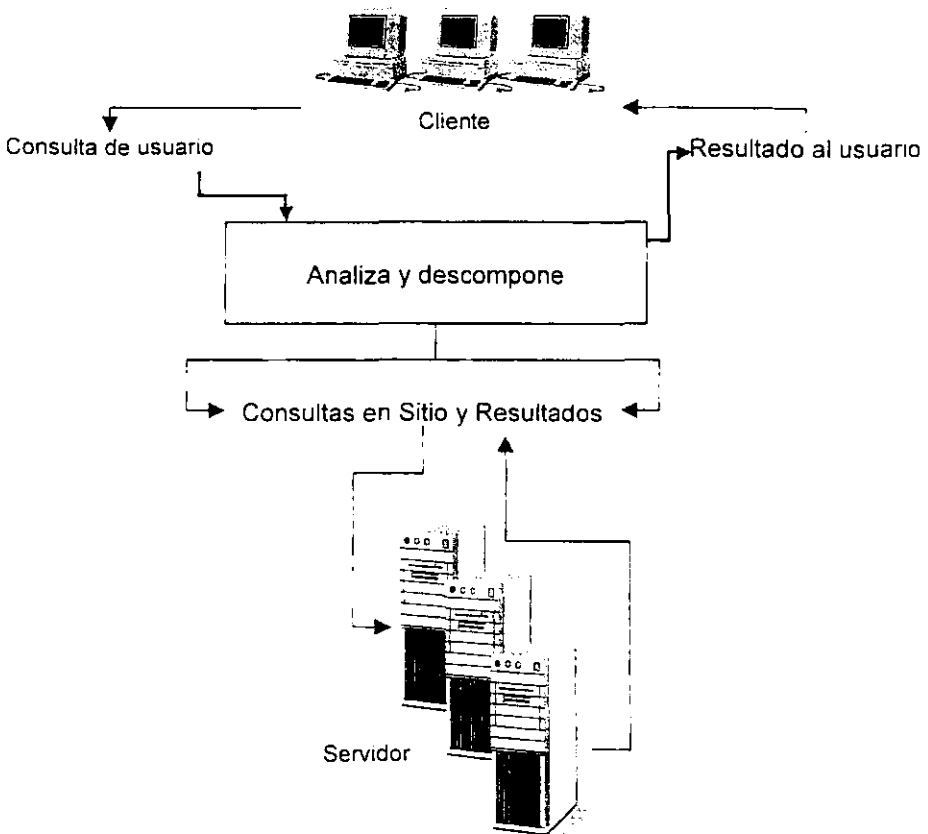 Cliente
Consulta de usuario
Resultado al usuario
Analiza y descompone
Consultas en Sitio y Resultados
Servidor